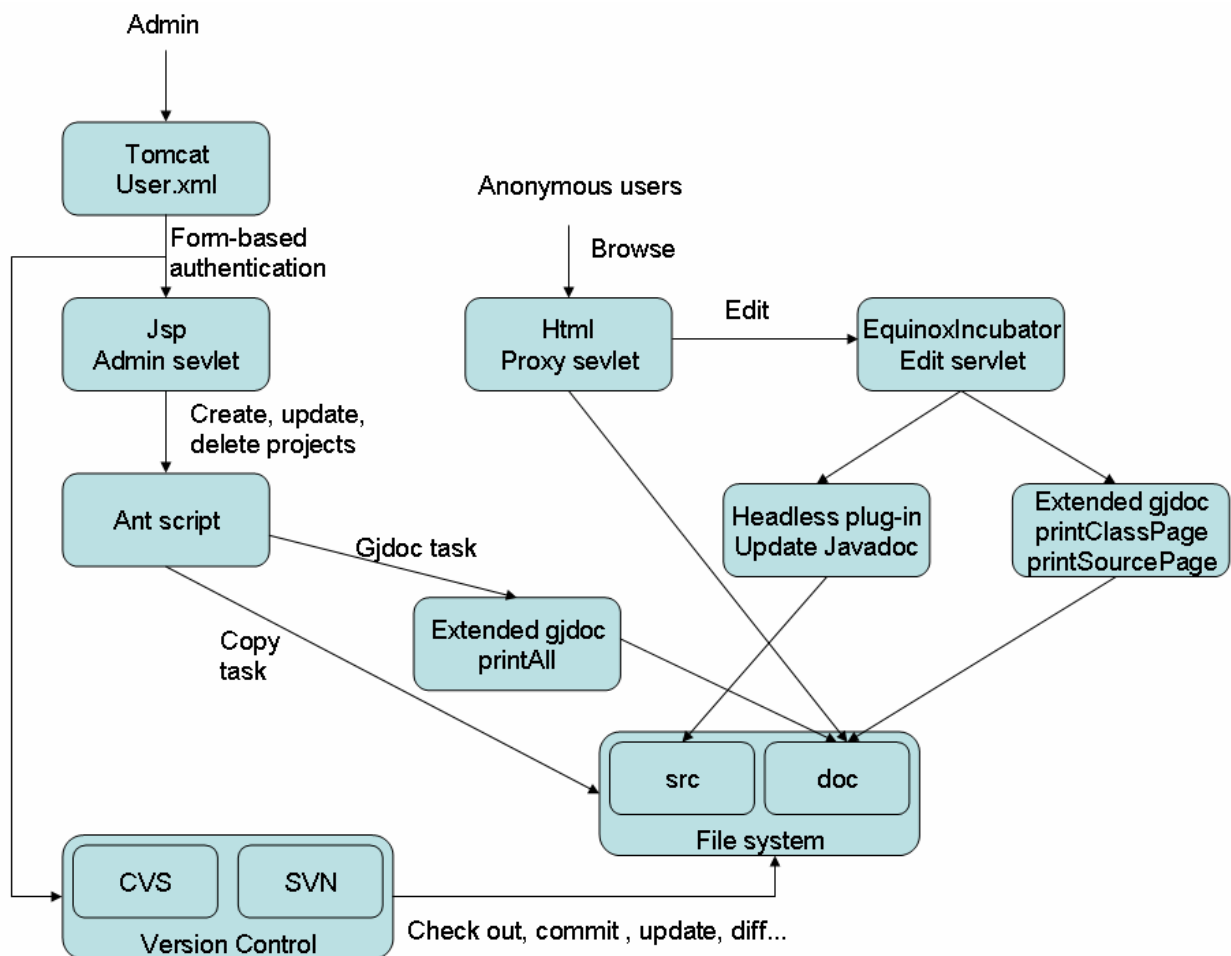 Admin
Tomcat
User.xml
Anonymous users
Form-based
authentication
Browse
Jsp
Admin sevlet
Html
Proxy sevlet
Edit
EquinoxIncubator
Edit servlet
Create, update,
delete projects
Ant script
Gjdoc task
Headless plug-in
Update Javadoc
Extended gjdoc
printClassPage
printSourcePage
Copy
task
Extended gjdoc
printAll
src
doc
File system
CVS
SVN
Version Control
Check out, commit , update, diff...